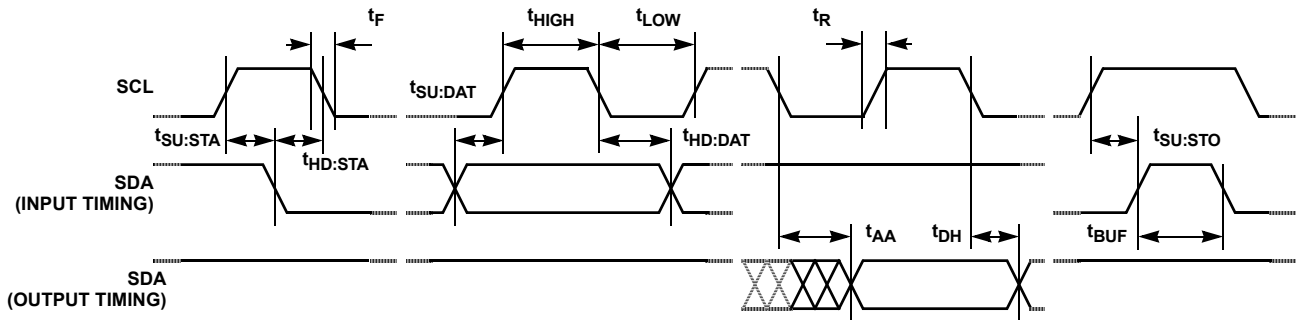 tF
tHIGH
tLOW
tR
SCL
tSU:DAT
tSU:STA
tHD:STA
tHD:DAT
tSU:STO
SDA
(INPUT TIMING)
tAA
tDH
tBUF
SDA
(OUTPUT TIMING)